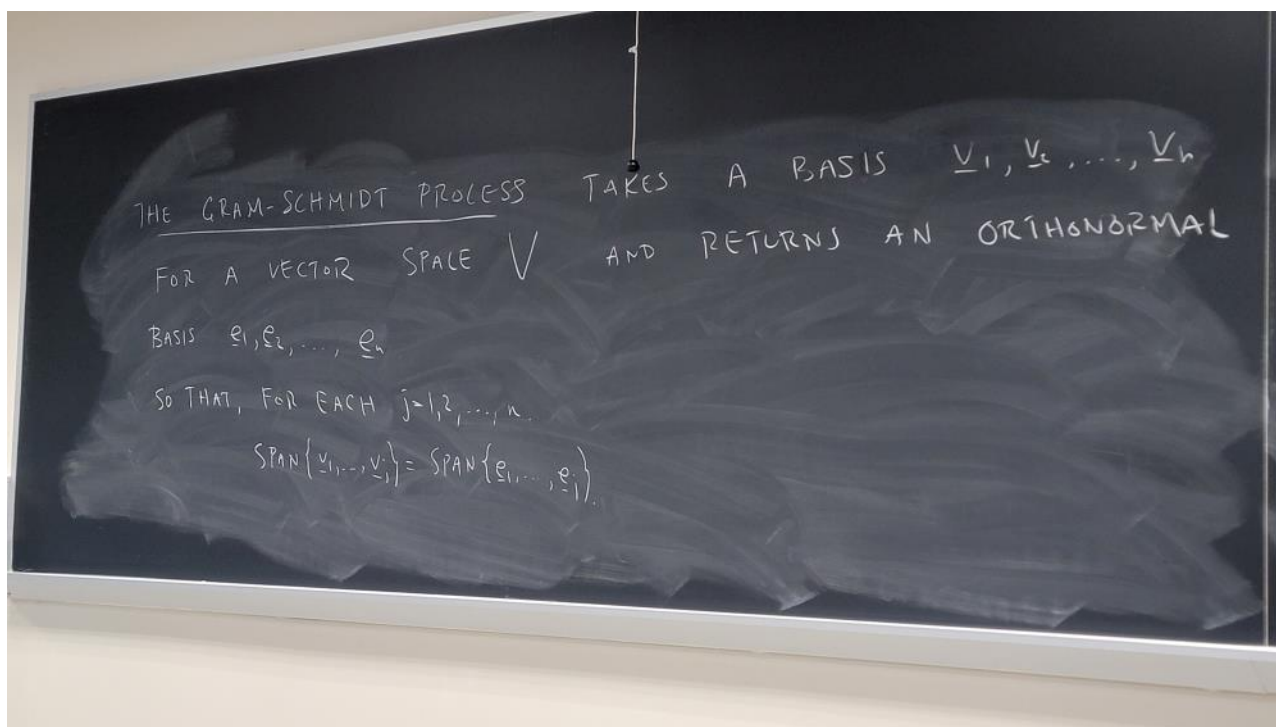 THE GRAM-SCHMIDT PROCESS TAKES A BASIS v1, v2, ..., vn
FOR A VECTOR SPACE V AND RETURNS AN ORTHONORMAL
BASIS e1, e2, ..., en
SO THAT, FOR EACH j=1,2,...,n.
SPAN{v1,...,vj} = SPAN{e1,...,ej}.